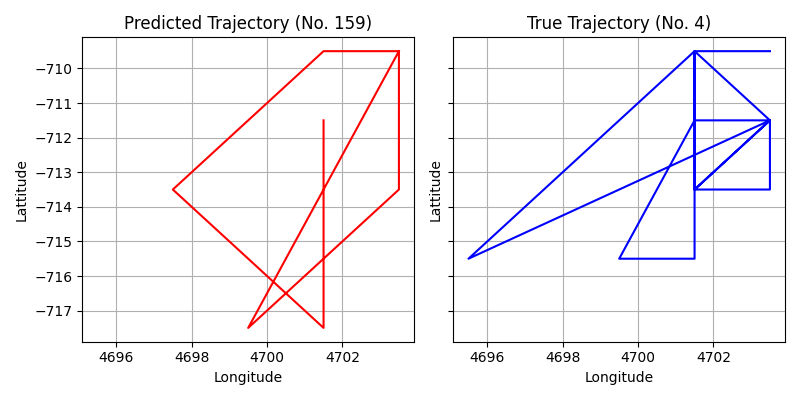 Predicted Trajectory (No. 159)
True Trajectory (No. 4)
Lattitude
−710
−711
−712
−713
−714
−715
−716
−717
4696
4698
4700
4702
Longitude
Lattitude
4696
4698
4700
4702
Longitude